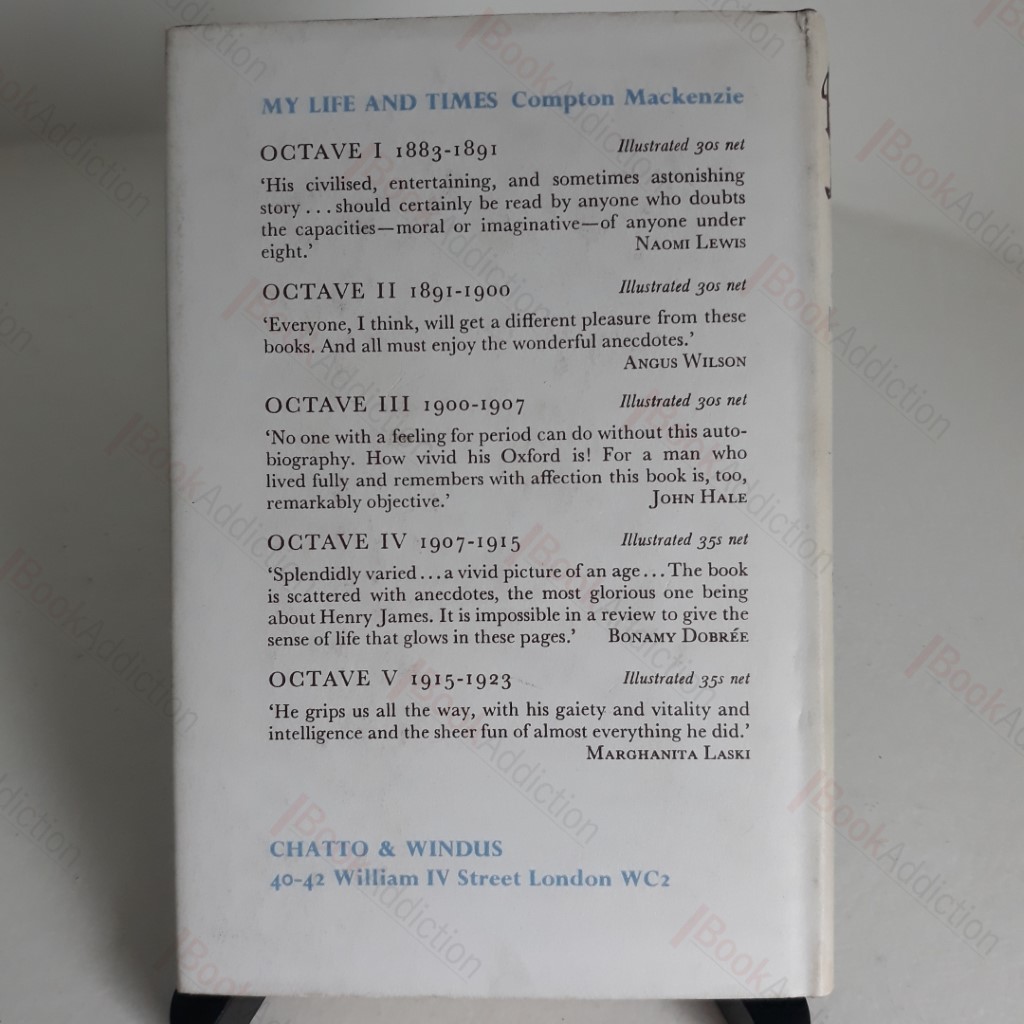 MY LIFE AND TIMES Compton Mackenzie
OCTAVE I 1883-1891 Illustrated 30s net
‘His civilised, entertaining, and sometimes astonishing
story . . . should certainly be read by anyone who doubts
the capacities—moral or imaginative—of anyone under
eight.’ NAOMI LEWIS
OCTAVE II 1891-1900 Illustrated 30s net
‘Everyone, I think, will get a different pleasure from these
books. And all must enjoy the wonderful anecdotes.’
ANGUS WILSON
OCTAVE III 1900-1907 Illustrated 30s net
‘No one with a feeling for period can do without this auto-
biography. How vivid his Oxford is! For a man who
lived fully and remembers with affection this book is, too,
remarkably objective.’ JOHN HALE
OCTAVE IV 1907-1915 Illustrated 35s net
‘Splendidly varied . . . a vivid picture of an age . . . The book
is scattered with anecdotes, the most glorious one being
about Henry James. It is impossible in a review to give the
sense of life that glows in these pages.’ BONAMY DOBRÉE
OCTAVE V 1915-1923 Illustrated 35s net
‘He grips us all the way, with his gaiety and vitality and
intelligence and the sheer fun of almost everything he did.’
MARGHANITA LASKI
CHATTO & WINDUS
40-42 William IV Street London WC2
BookAddiction